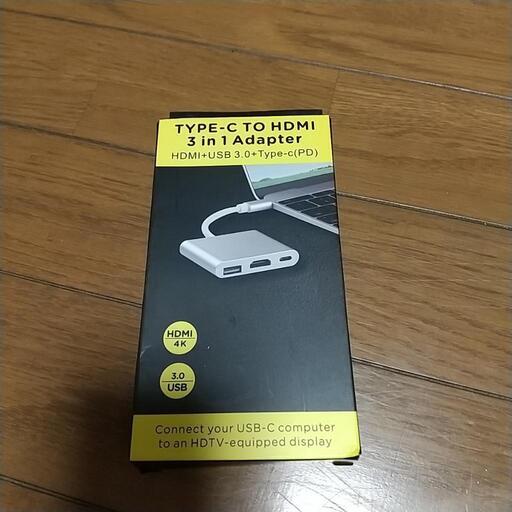 TYPE-C TO HDMI
3 in 1 Adapter
HDMI+USB 3.0+Type-c(PD)
HDMI
4K
3.0
USB
Connect your USB-C computer
to an HDTV-equipped display